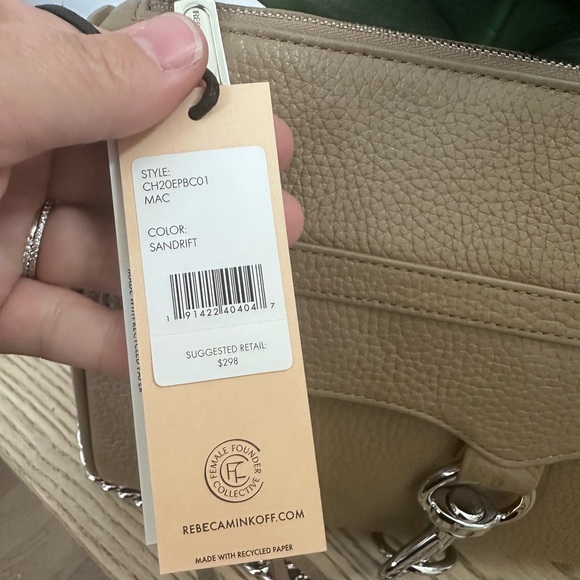 STYLE:
CH20EPBC01
MAC
COLOR:
SANDRIFT
1 91422 40404 7
SUGGESTED RETAIL:
$298
FEMALE FOUNDER
COLLECTIVE
REBECAMINKOFF.COM
MADE WITH RECYCLED PAPER
MADE WITH RECYCLED PAPER